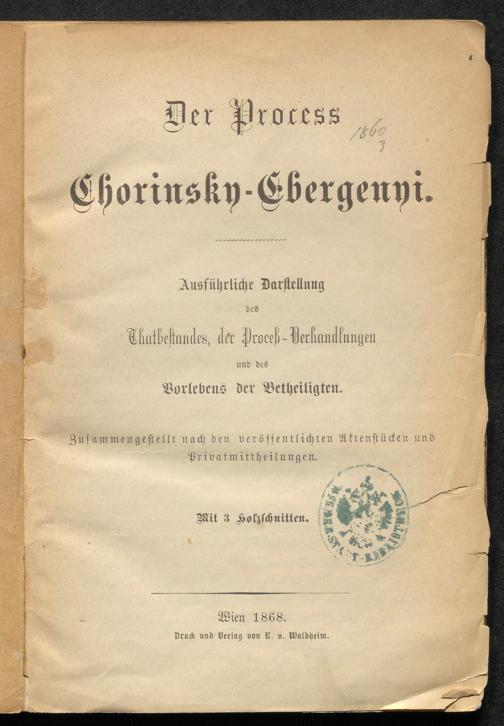 Der Process
1860
3
Chorinsky-Ebergenyi.
Ausführliche Darstellung
des
Thatbestandes, der Proceß-Verhandlungen
und des
Vorlebens der Betheiligten.
Zusammengestellt nach den veröffentlichten Aktenstücken und
Privatmittheilungen.
Mit 3 Holzschnitten.
Wien 1868.
Druck und Verlag von R. v. Waldheim.